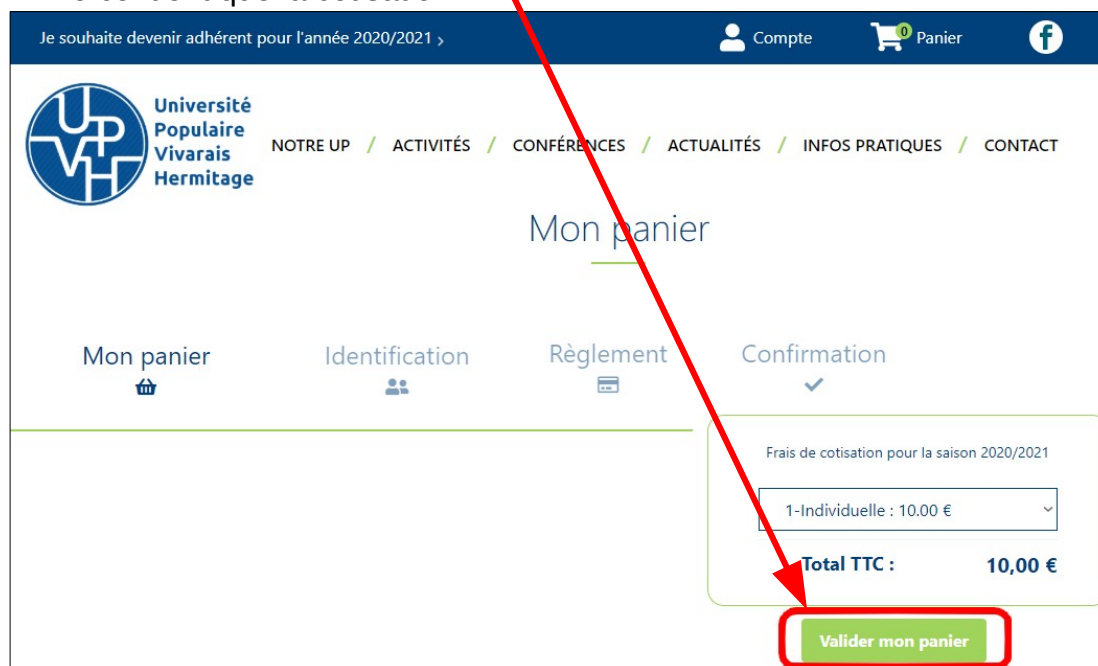 Je souhaite devenir adhérent pour l'année 2020/2021 >
Compte
0 Panier
f
UPVH
Université
Populaire
Vivarais
Hermitage
NOTRE UP / ACTIVITÉS / CONFÉRENCES / ACTUALITÉS / INFOS PRATIQUES / CONTACT
Mon panier
Mon panier Identification Règlement Confirmation
Frais de cotisation pour la saison 2020/2021
1-Individuelle : 10.00 €
Total TTC : 10,00 €
Valider mon panier